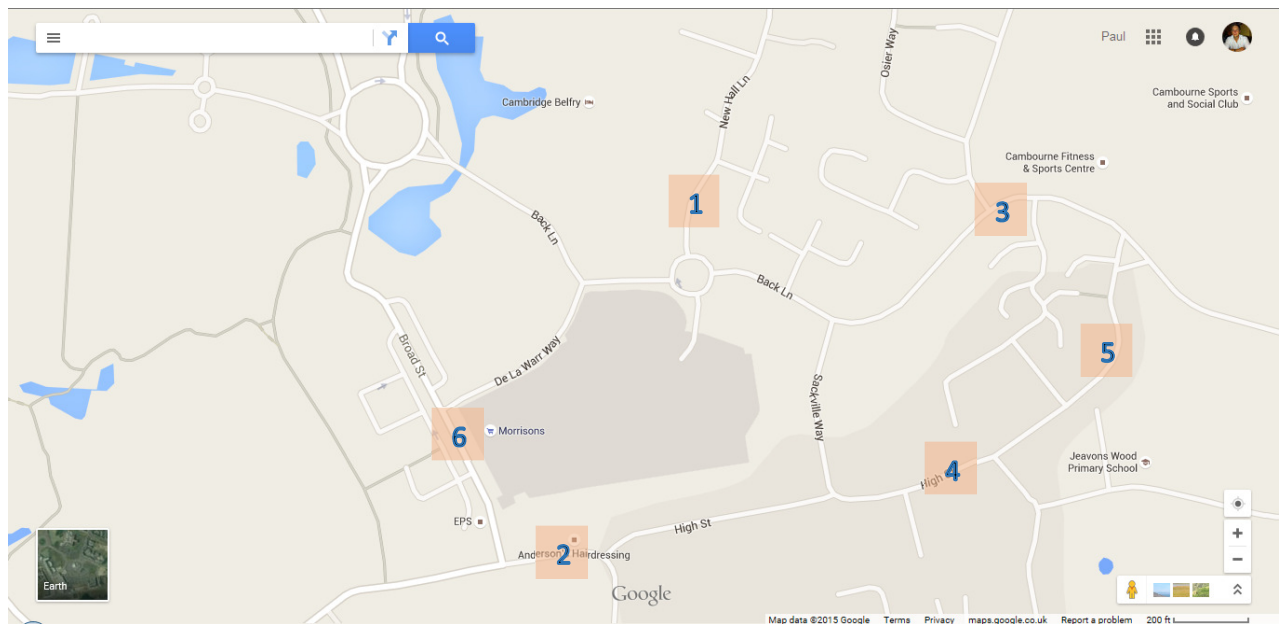 Paul
Osier Way
New Hall Ln
Cambridge Belfry
Cambourne Sports
and Social Club
Cambourne Fitness
& Sports Centre
1
3
Back Ln
Back Ln
Broad St
De La Warr Way
5
Sackville Way
6
Morrisons
4
High
Jeavons Wood
Primary School
EPS
High St
2
Anderson Hairdressing
Earth
Google
Map data ©2015 Google Terms Privacy maps.google.co.uk Report a problem 200 ft